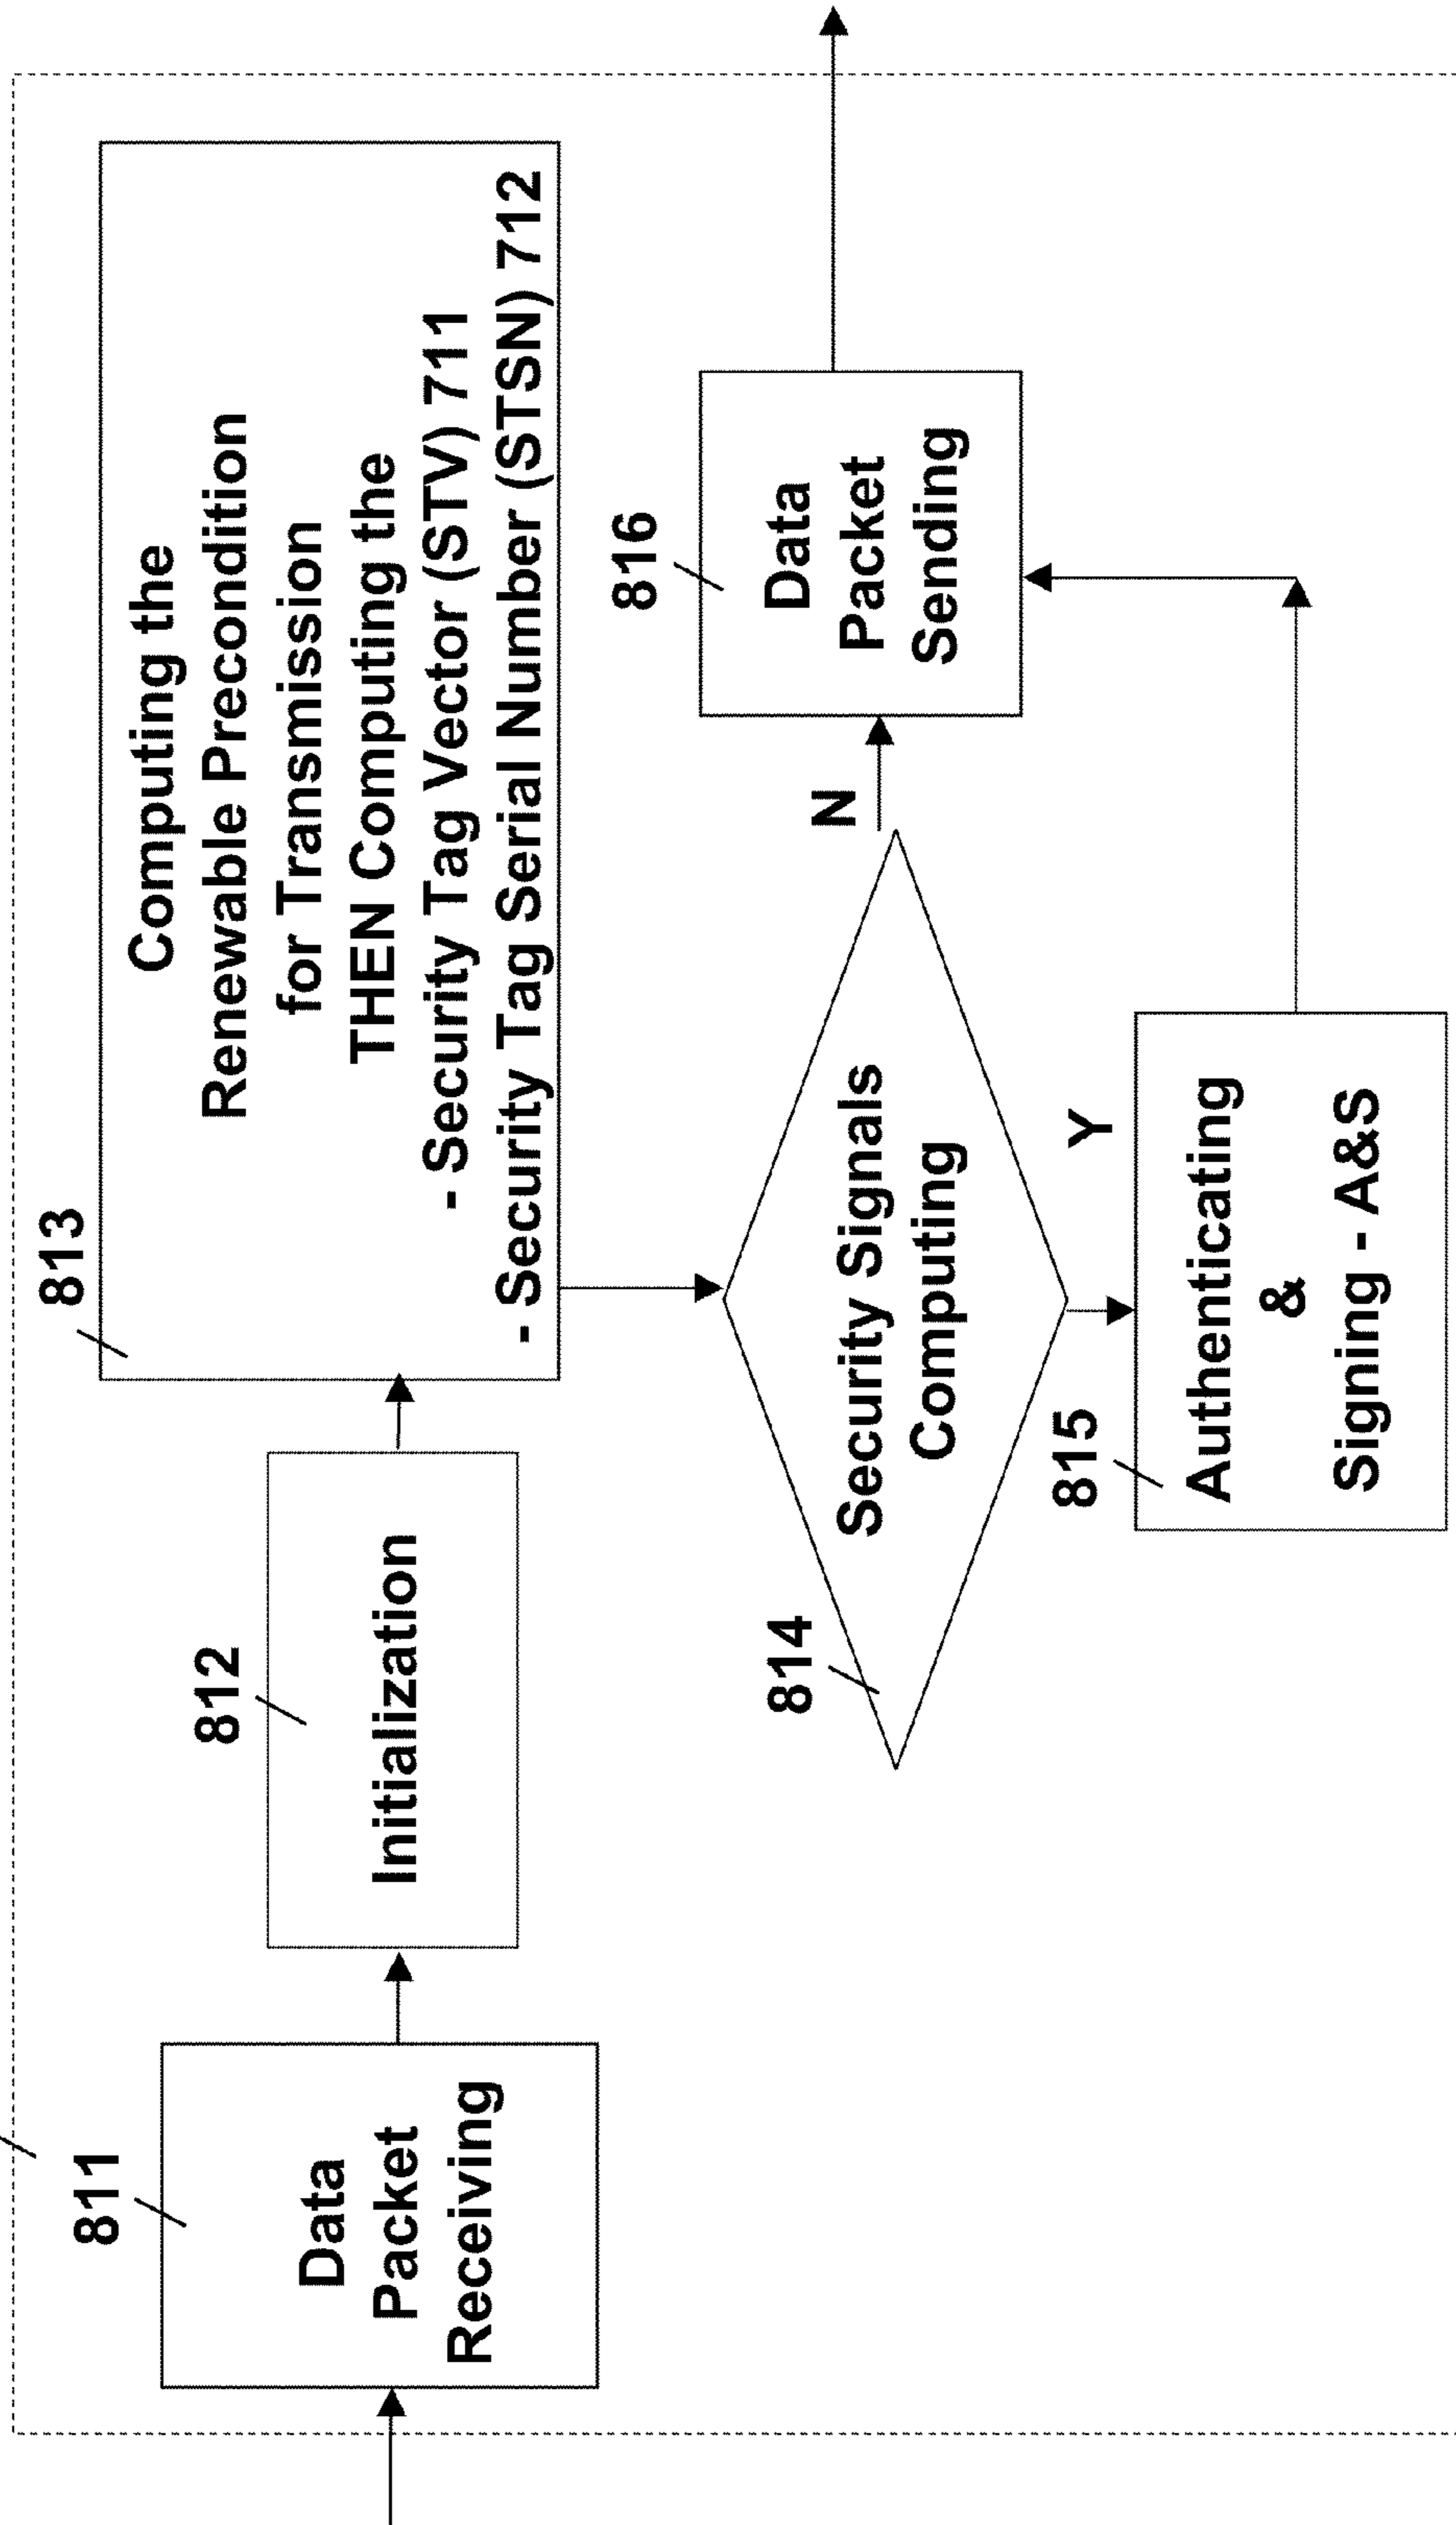 811
Data
Packet
Receiving
812
Initialization
813
Computing the
Renewable Precondition
for Transmission
THEN Computing the
- Security Tag Vector (STV) 711
- Security Tag Serial Number (STSN) 712
814
Security Signals
Computing
N
Y
815
Authenticating
&
Signing - A&S
816
Data
Packet
Sending